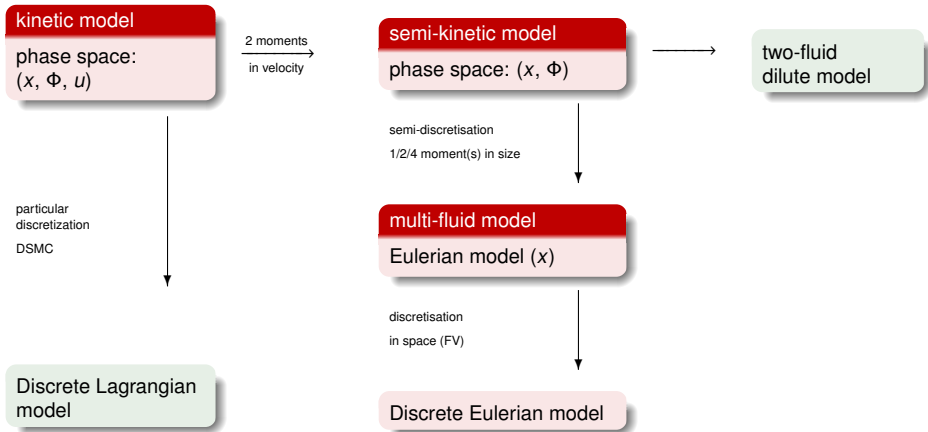 kinetic model
phase space:
(x, Φ, u)
2 moments
in velocity
semi-kinetic model
phase space: (x, Φ)
two-fluid
dilute model
semi-discretisation
1/2/4 moment(s) in size
particular
discretization
DSMC
multi-fluid model
Eulerian model (x)
discretisation
in space (FV)
Discrete Lagrangian
model
Discrete Eulerian model